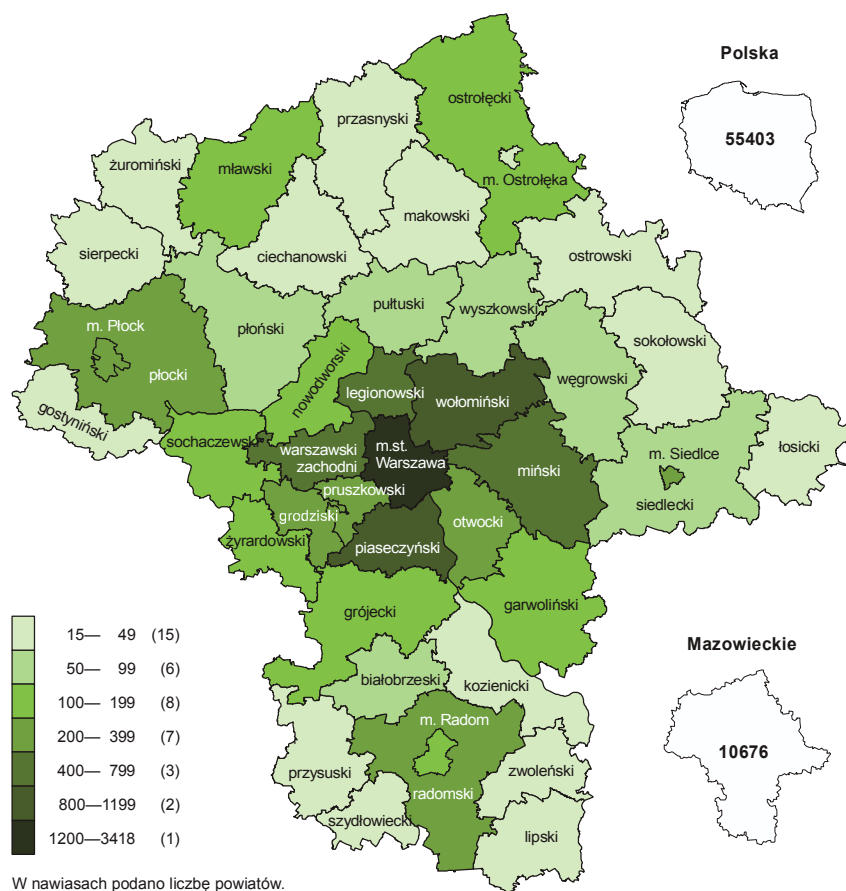 Polska
55403
ostrołęcki
przasnyski
żuromiński
mławski
m. Ostrołęka
makowski
sierpecki
ciechanowski
ostrowski
pułtuski
wyszkowski
m. Płock
płoński
sokołowski
płocki
nowodworski
legionowski
wołomiński
węgrowski
gostyniński
sochaczewski
warszawski
zachodni
m.st.
Warszawa
miński
m. Siedlce
łosicki
pruszkowski
siedlecki
grodziski
otwocki
żyrardowski
piaseczyński
grójecki
garwoliński
15— 49 (15)
50— 99 (6)
100— 199 (8)
200— 399 (7)
400— 799 (3)
800—1199 (2)
1200—3418 (1)
białobrzeski
kozienicki
Mazowieckie
10676
m. Radom
przysuski
zwoleński
radomski
szydłowiecki
lipski
W nawiasach podano liczbę powiatów.